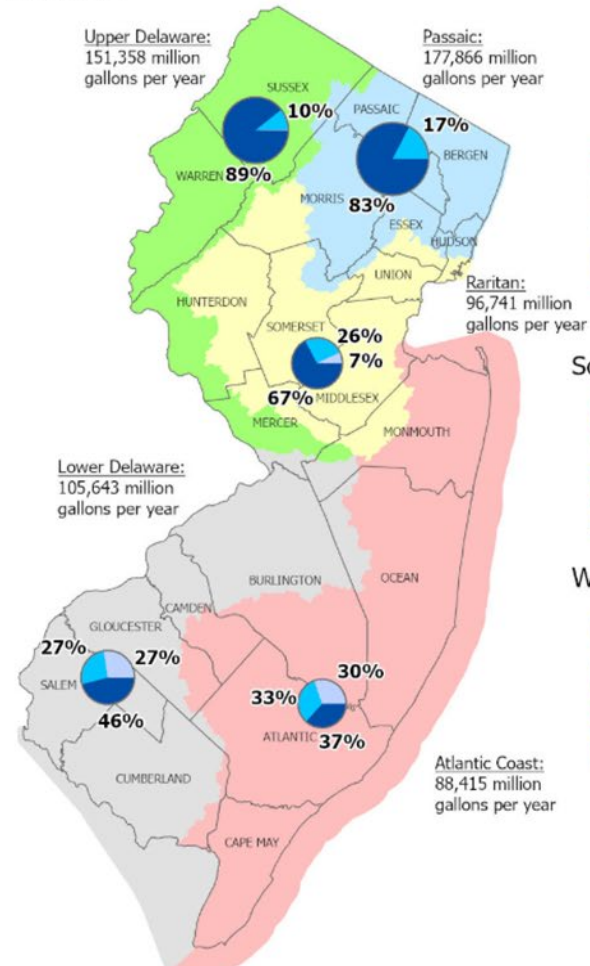 Upper Delaware:
151,358 million
gallons per year
Passaic:
177,866 million
gallons per year
SUSSEX
10%
PASSAIC
17%
BERGEN
WARREN
89%
MORRIS
83%
ESSEX
HUDSON
UNION
Raritan:
96,741 million
gallons per year
HUNTERDON
SOMERSET
26%
7%
67%
MIDDLESEX
MERCER
MONMOUTH
So
Lower Delaware:
105,643 million
gallons per year
BURLINGTON
OCEAN
W
CAMDEN
GLOUCESTER
27%
27%
SALEM
46%
30%
33%
37%
ATLANTIC
CUMBERLAND
Atlantic Coast:
88,415 million
gallons per year
CAPE MAY